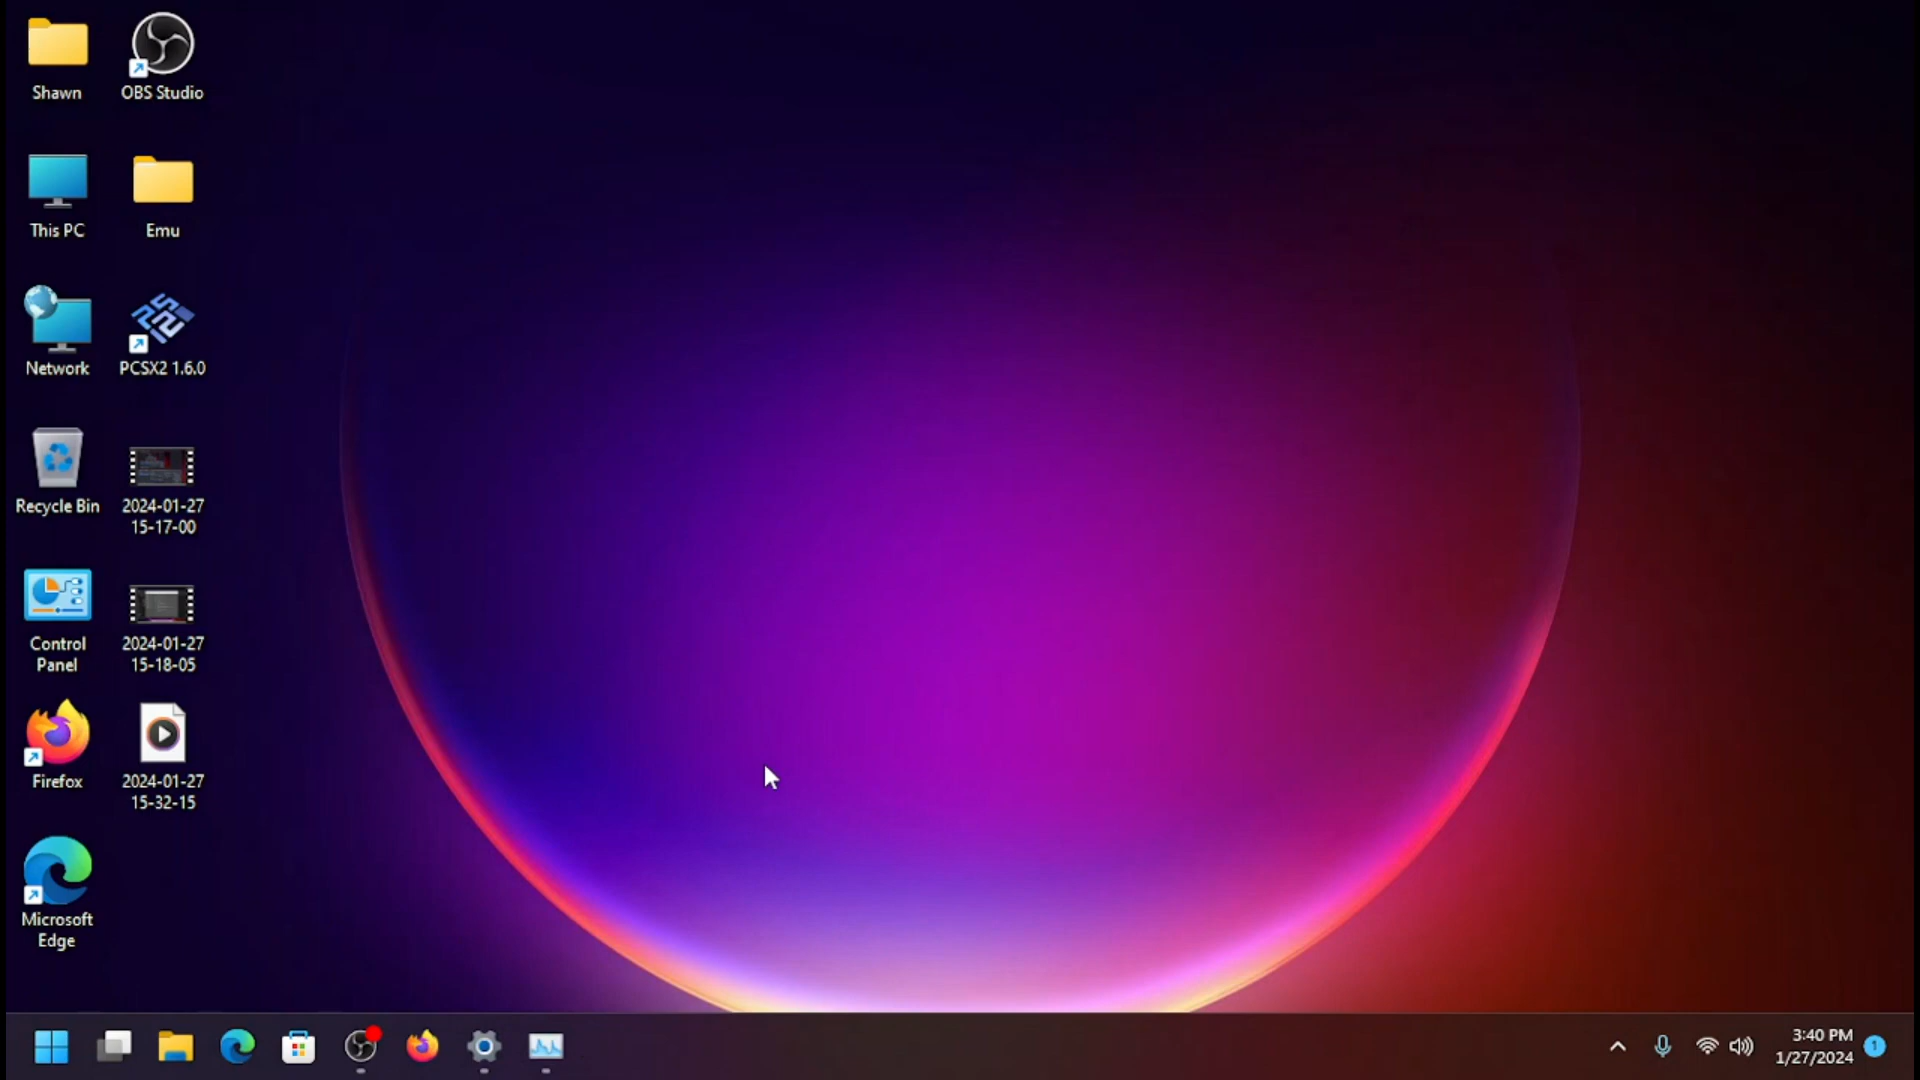 Shawn
OBS Studio
This PC
Emu
Network
PCSX2 1.6.0
Recycle Bin
2024-01-27
15-17-00
Control
Panel
2024-01-27
15-18-05
Firefox
2024-01-27
15-32-15
Microsoft
Edge
3:40 PM
1/27/2024
1